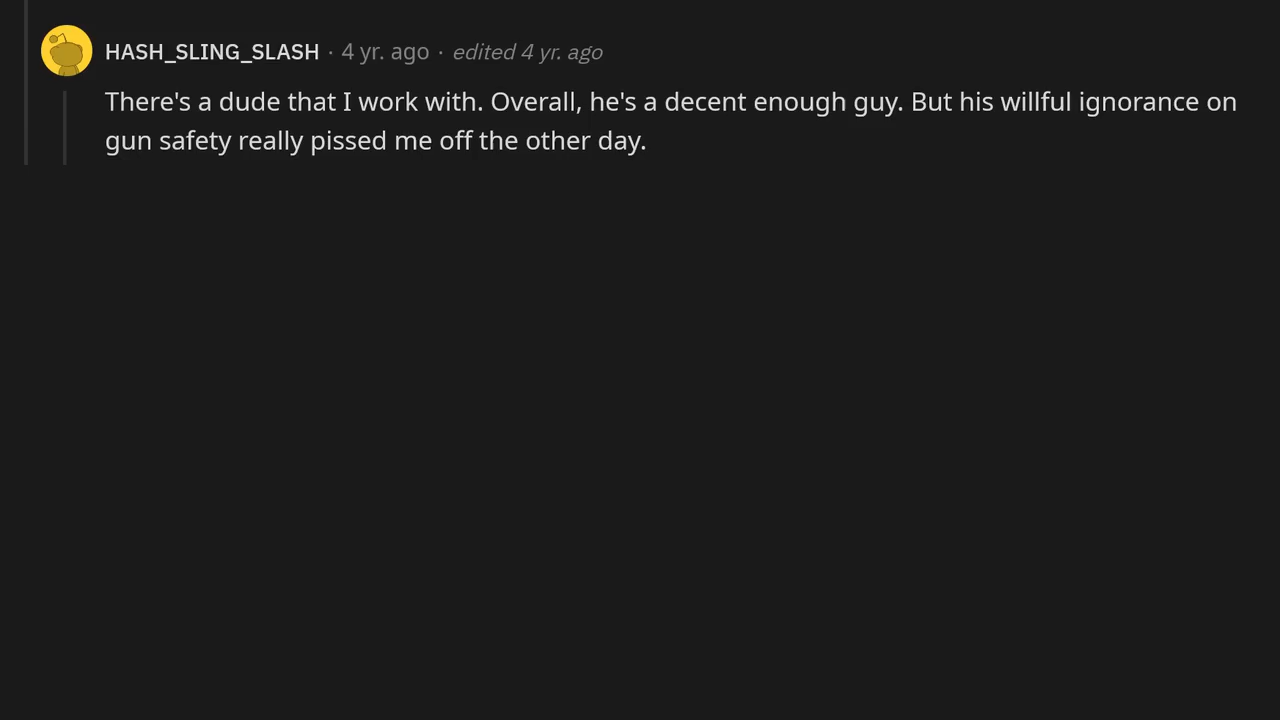 HASH_SLING_SLASH · 4 yr. ago · edited 4 yr. ago
There's a dude that I work with. Overall, he's a decent enough guy. But his willful ignorance on
gun safety really pissed me off the other day.